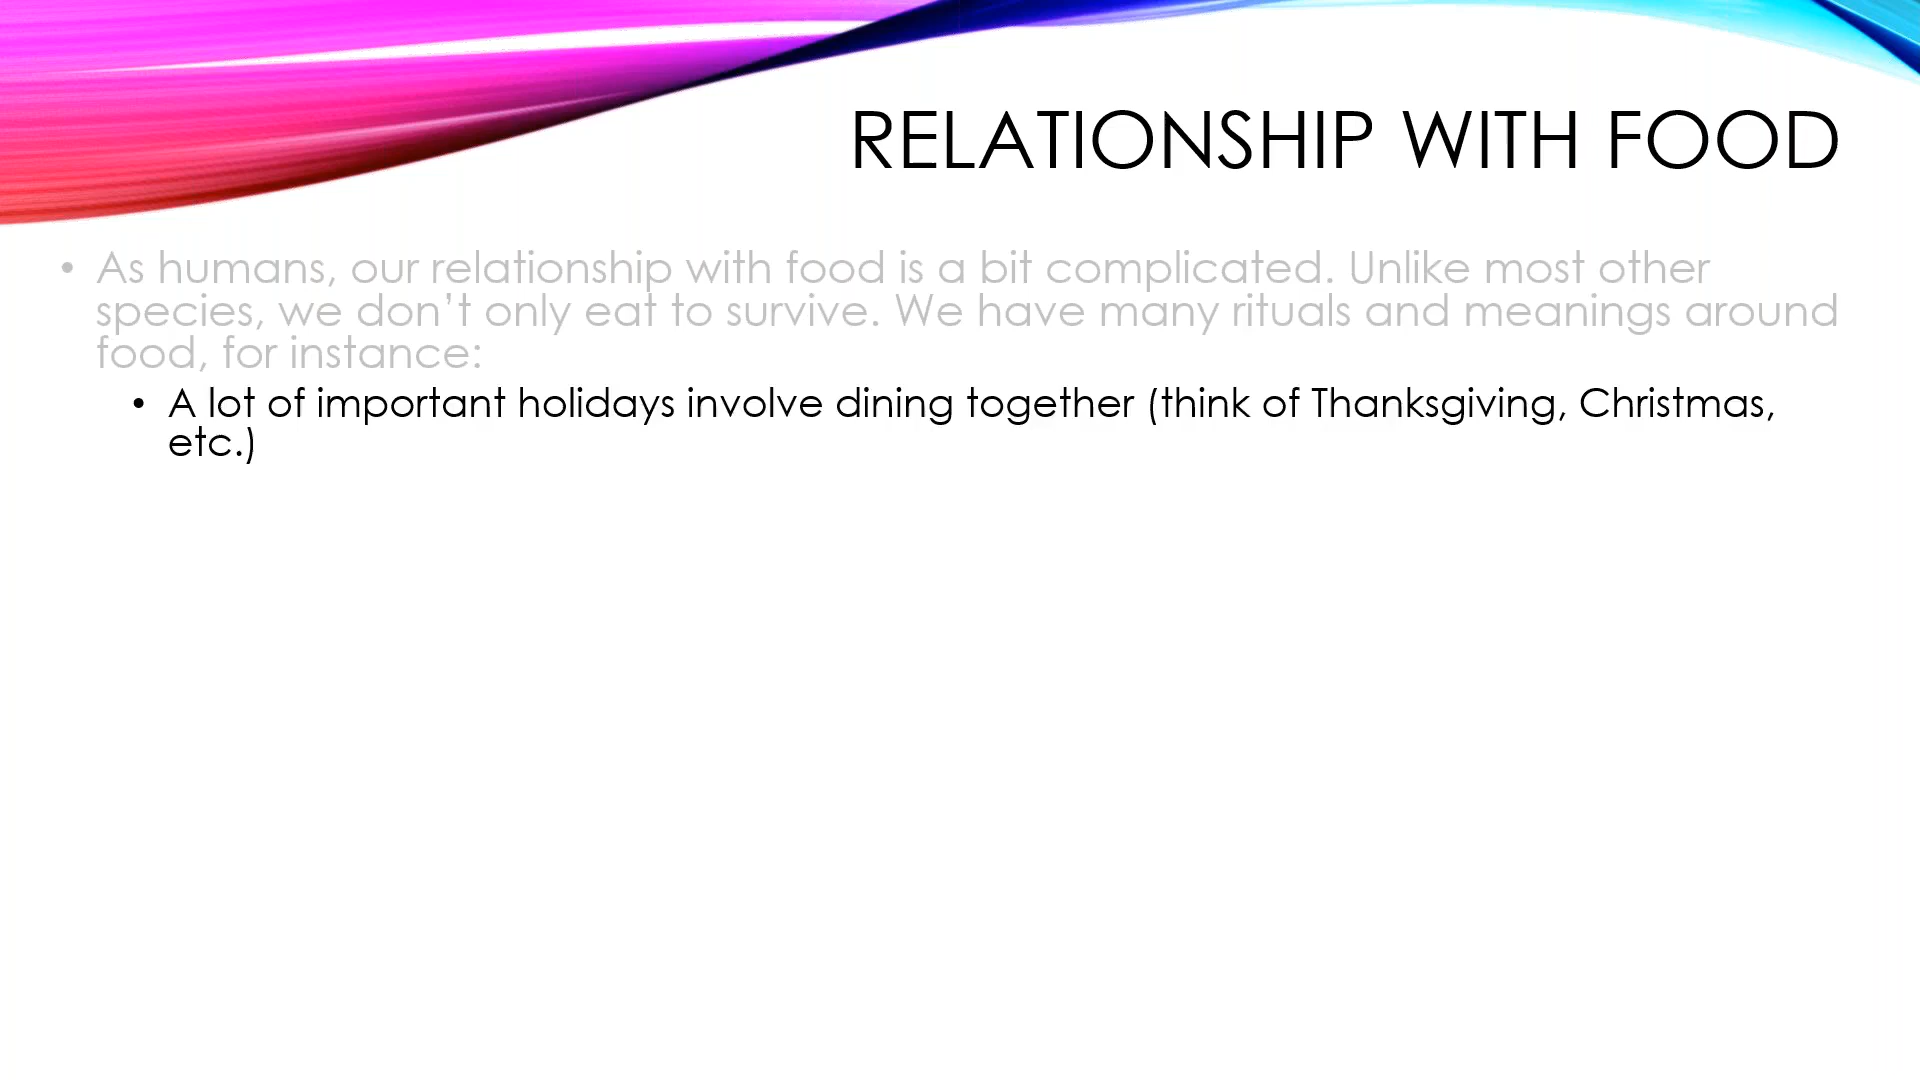 RELATIONSHIP WITH FOOD
• As humans, our relationship with food is a bit complicated. Unlike most other
species, we don’t only eat to survive. We have many rituals and meanings around
food, for instance:
• A lot of important holidays involve dining together (think of Thanksgiving, Christmas,
etc.)